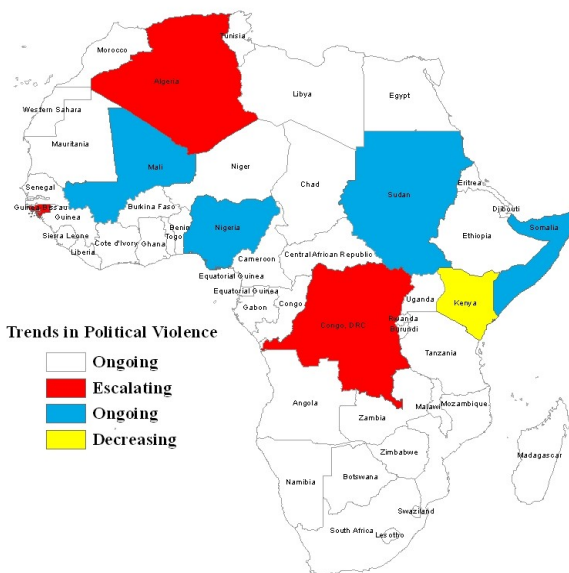 Morocco
Tunisia
Algeria
Libya
Egypt
Western Sahara
Mauritania
Mali
Niger
Chad
Sudan
Eritrea
Djibouti
Somalia
Senegal
Guinea Bissau
Guinea
Sierra Leone
Liberia
Cote d'Ivory
Burkina Faso
Ghana
Togo
Benin
Nigeria
Cameroon
Central African Republic
Ethiopia
Equatorial Guinea
Equatorial Guinea
Gabon
Congo
Congo, DRC
Uganda
Kenya
Ruanda
Burundi
Tanzania
Trends in Political Violence
Ongoing
Escalating
Ongoing
Decreasing
Angola
Zambia
Malawi
Mozambique
Madagascar
Zimbabwe
Namibia
Botswana
Swaziland
South Africa
Lesotho